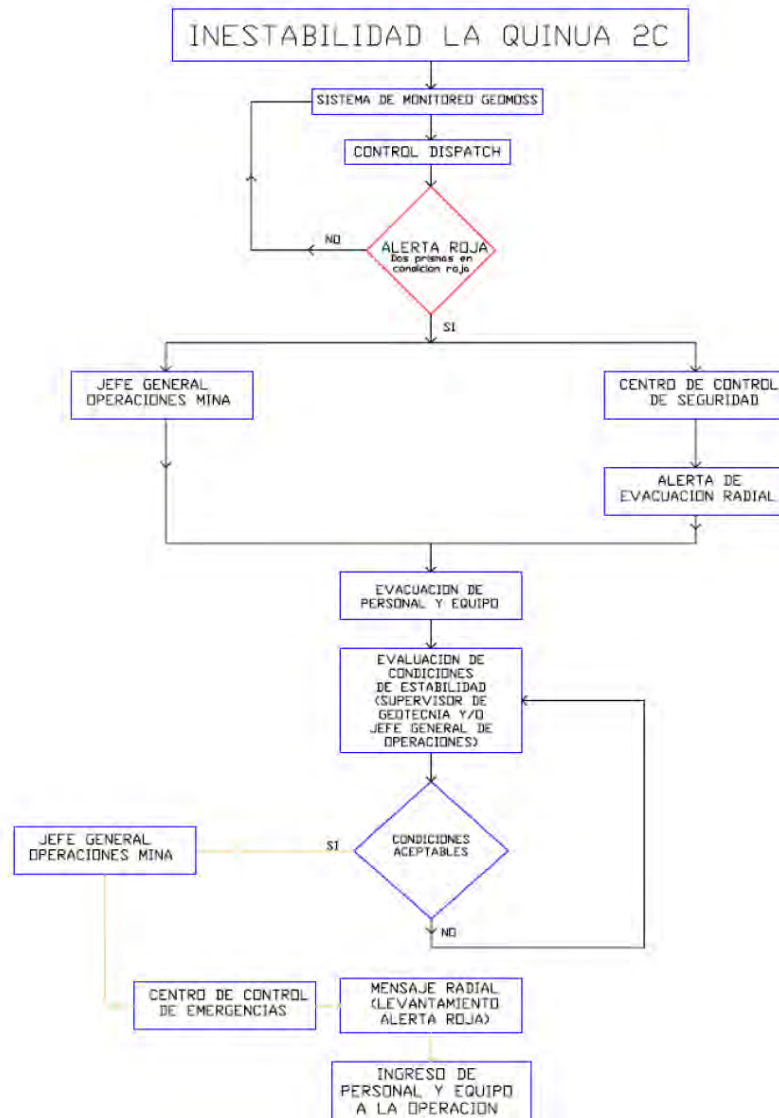 INESTABILIDAD LA QUINUA 2C
SISTEMA DE MONITOREO GEOMOSS
CONTROL DISPATCH
NO
ALERTA ROJA
Dos prismas en
condicion roja
SI
JEFE GENERAL
OPERACIONES MINA
CENTRO DE CONTROL
DE SEGURIDAD
ALERTA DE
EVACUACION RADIAL
EVACUACION DE
PERSONAL Y EQUIPO
EVALUACION DE
CONDICIONES
DE ESTABILIDAD
(SUPERVISOR DE
GEOTECNIA Y/O
JEFE GENERAL DE
OPERACIONES)
CONDICIONES
ACEPTABLES
SI
JEFE GENERAL
OPERACIONES MINA
NO
CENTRO DE CONTROL
DE EMERGENCIAS
MENSAJE RADIAL
(LEVANTAMIENTO
ALERTA ROJA)
INGRESO DE
PERSONAL Y EQUIPO
A LA OPERACION